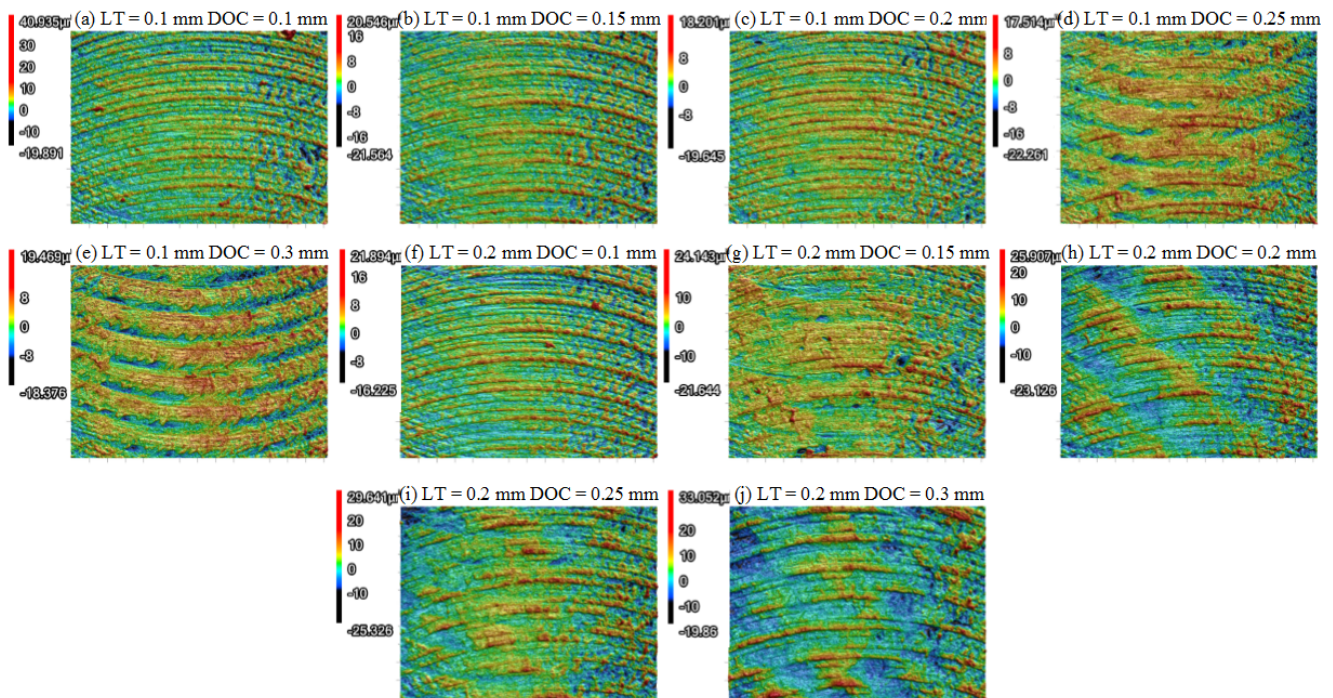 (a) LT = 0.1 mm DOC = 0.1 mm
40.935µ
30
20
10
0
-10
-19.891
(b) LT = 0.1 mm DOC = 0.15 mm
20.546µ
16
8
0
-8
-16
-21.564
(c) LT = 0.1 mm DOC = 0.2 mm
18.201µ
8
0
-8
-19.645
(d) LT = 0.1 mm DOC = 0.25 mm
17.514µ
8
0
-8
-16
-22.261
(e) LT = 0.1 mm DOC = 0.3 mm
19.469µ
8
0
-8
-18.376
(f) LT = 0.2 mm DOC = 0.1 mm
21.894µ
16
8
0
-8
-16.225
(g) LT = 0.2 mm DOC = 0.15 mm
24.143µ
10
0
-10
-21.644
(h) LT = 0.2 mm DOC = 0.2 mm
25.907µ
20
10
0
-10
-23.126
(i) LT = 0.2 mm DOC = 0.25 mm
29.641µ
20
10
0
-10
-25.326
(j) LT = 0.2 mm DOC = 0.3 mm
33.052µ
20
10
0
-10
-19.86